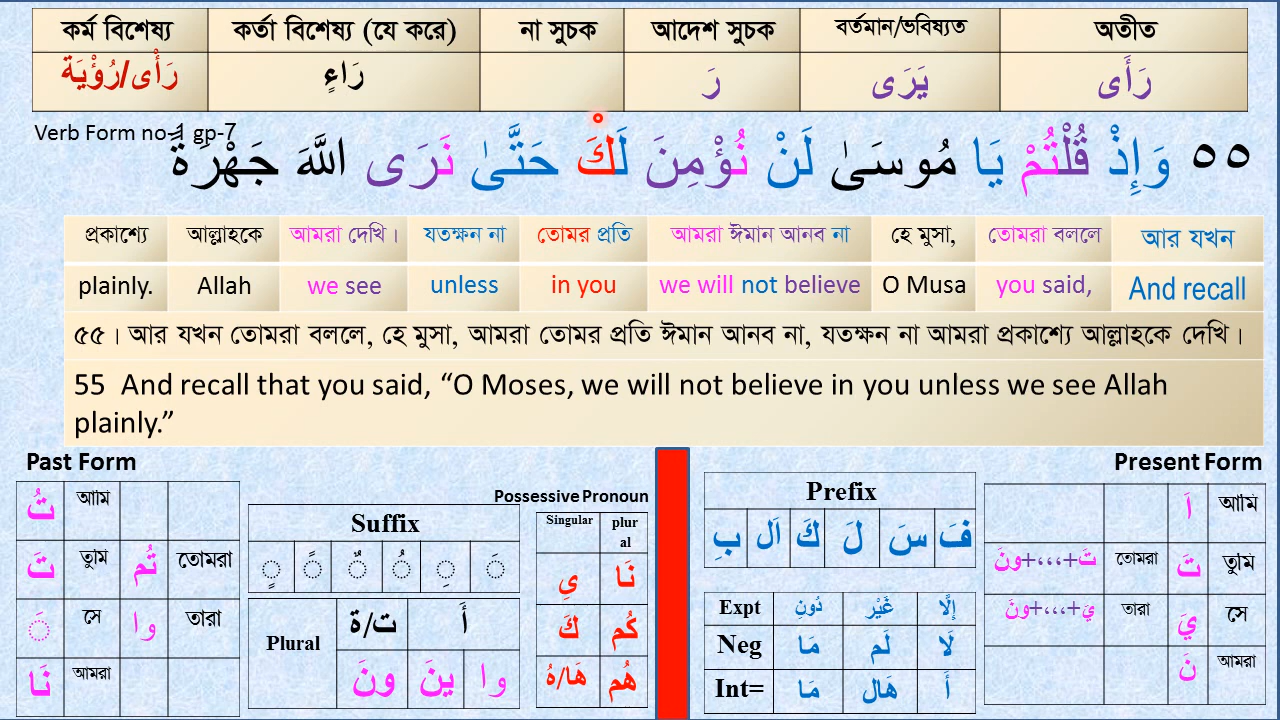 কর্ম বিশেষ্য কর্তা বিশেষ্য (যে করে) না সুচক আদেশ সুচক বর্তমান/ভবিষ্যত অতীত
رَأْى/رُؤْيَة رَاءٍ رَ يَرَى رَأَى
Verb Form no-1 gp-7
٥٥ وَإِذْ قُلْتُمْ يَا مُوسَىٰ لَنْ نُؤْمِنَ لَكَْ حَتَّىٰ نَرَى اللَّهَ جَهْرَةً
প্রকাশ্যে আল্লাহকে আমরা দেখি। যতক্ষন না তোমর প্রতি আমরা ঈমান আনব না হে মুসা, তোমরা বললে আর যখন
plainly. Allah we see unless in you we will not believe O Musa you said, And recall
৫৫। আর যখন তোমরা বললে, হে মুসা, আমরা তোমর প্রতি ঈমান আনব না, যতক্ষন না আমরা প্রকাশ্যে আল্লাহকে দেখি।
55 And recall that you said, “O Moses, we will not believe in you unless we see Allah
plainly.”
Past Form
تُ আমি
تَ তুমি تُم তোমরা
َ সে وا তারা
نَا আমরা
Suffix
ٍ ً ٌ ُ ِ َ
Plural ت/ة أَ
ونَ ينَ وا
Possessive Pronoun
Singular plur
al
ي نَا
كَ كُم
هَا/هُ هُم
Prefix
بِ اَل كَ لَ سَ فَ
Expt دُونِ غَيْر إِلَّا
Neg مَا لَم لَا
Int= مَا هَال أَ
Present Form
اَ আমি
تَ+،،،+ونَ তোমরা تَ তুমি
يَ+،،،+ونَ তারা يَ সে
نَ আমরা